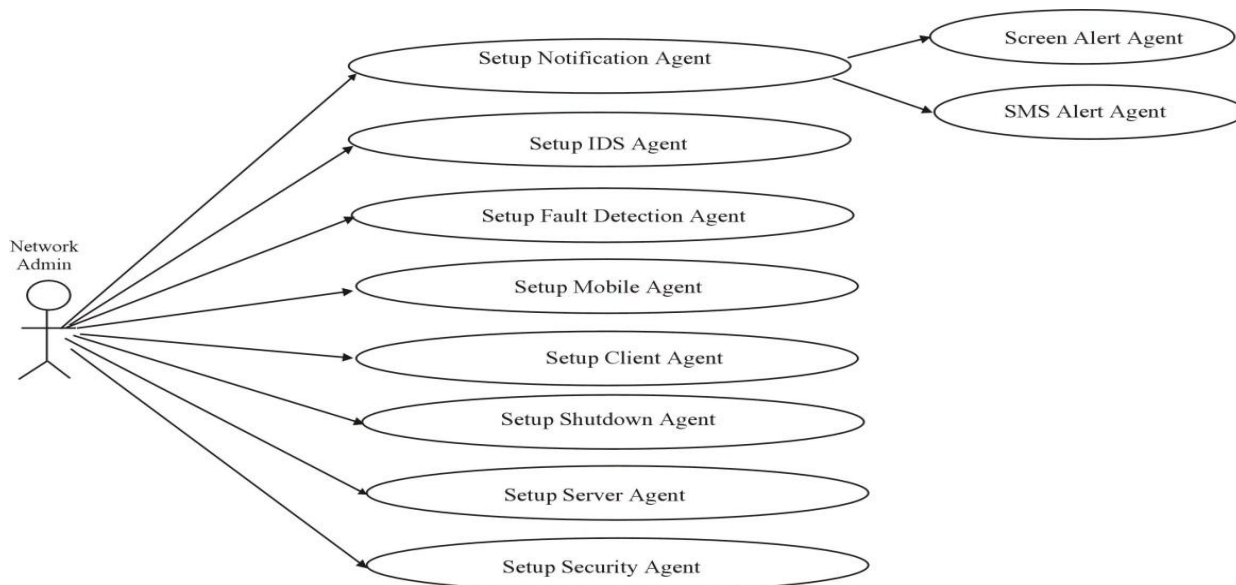 Screen Alert Agent
Setup Notification Agent
SMS Alert Agent
Setup IDS Agent
Setup Fault Detection Agent
Network
Admin
Setup Mobile Agent
Setup Client Agent
Setup Shutdown Agent
Setup Server Agent
Setup Security Agent